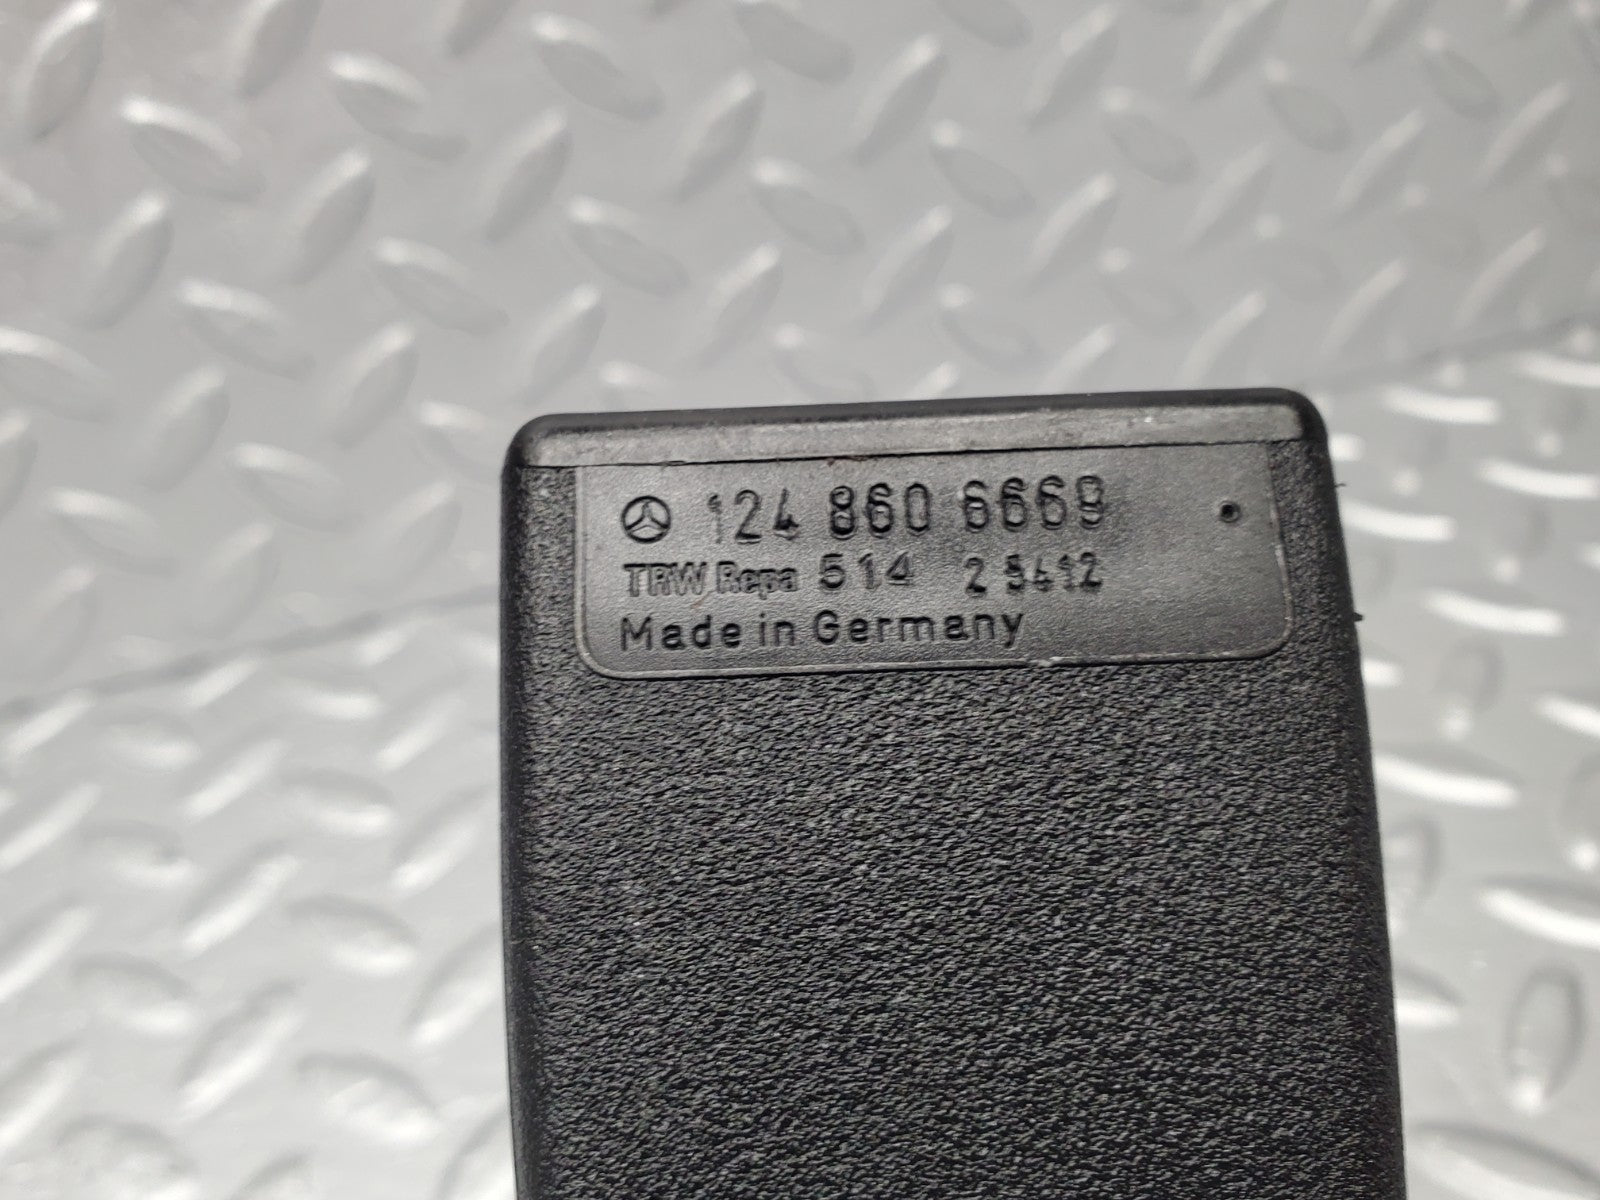 124 860 6669
TRW Repa 514 2 5412
Made in Germany